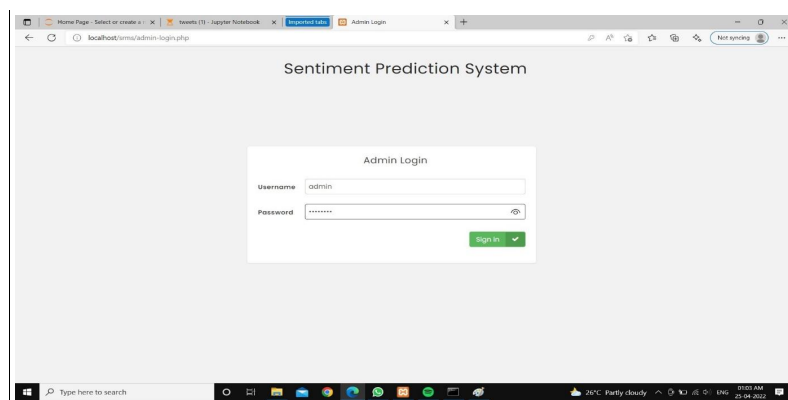 Home Page - Select or create a n
tweets (1) - Jupyter Notebook
Imported tabs
Admin Login
localhost/srms/admin-login.php
Not syncing
Sentiment Prediction System
Admin Login
Username admin
Password ••••••••
Sign In
Type here to search
26°C Partly cloudy
ENG
01:03 AM
25-04-2022